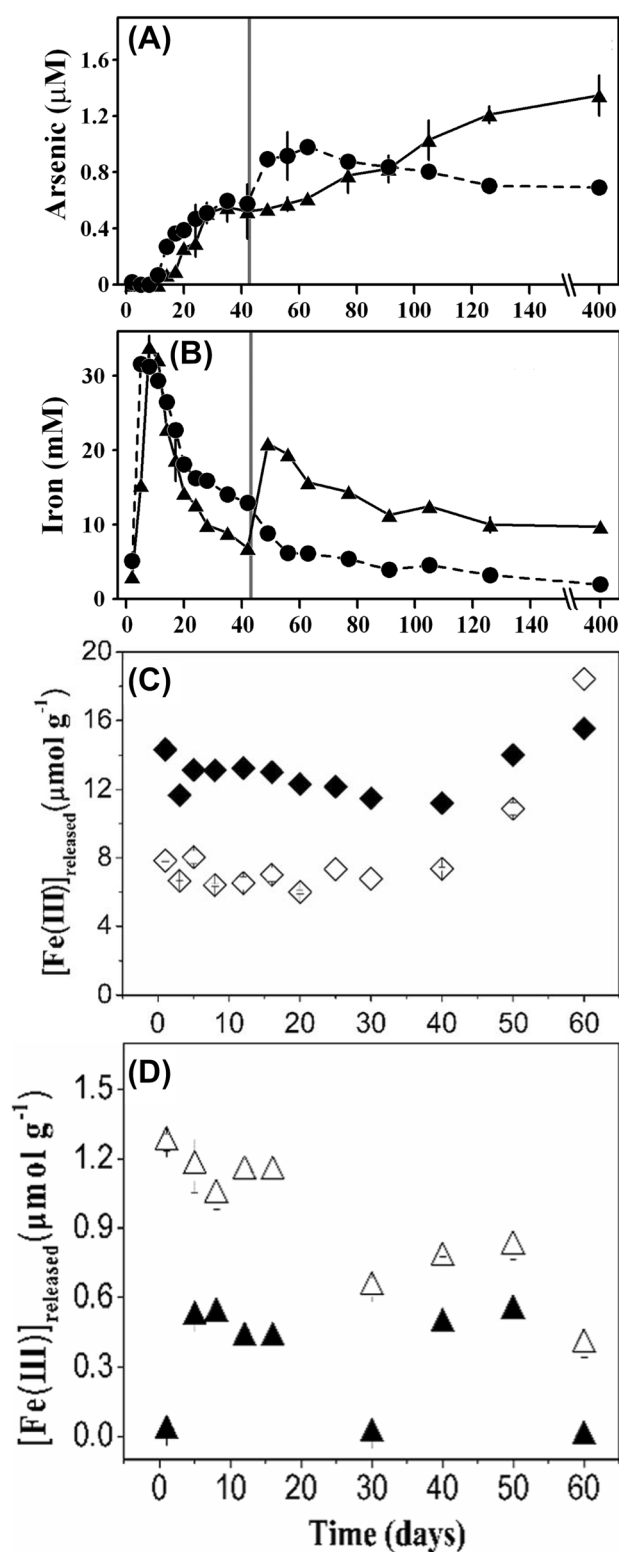 (A)
Arsenic (μM)
1.6
1.2
0.8
0.4
0
0 20 40 60 80 100 120 140 400
(B)
Iron (mM)
30
20
10
0
0 20 40 60 80 100 120 140 400
(C)
[Fe(III)]released(μmol g-1)
20
16
12
8
4
0
0 10 20 30 40 50 60
(D)
[Fe(III)]released(μmol g-1)
1.5
1.2
0.9
0.6
0.3
0.0
0 10 20 30 40 50 60
Time (days)